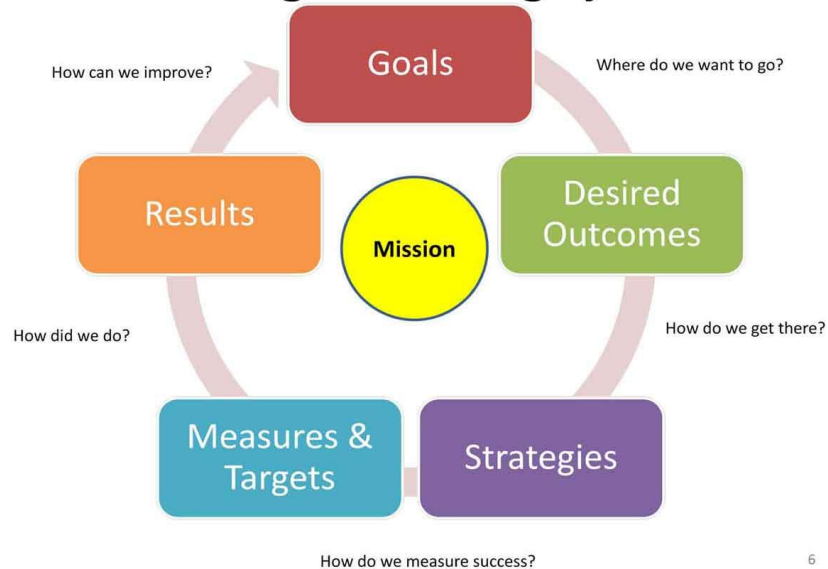 Goals
How can we improve?
Where do we want to go?
Results
Mission
Desired
Outcomes
How did we do?
How do we get there?
Measures &
Targets
Strategies
How do we measure success?
6